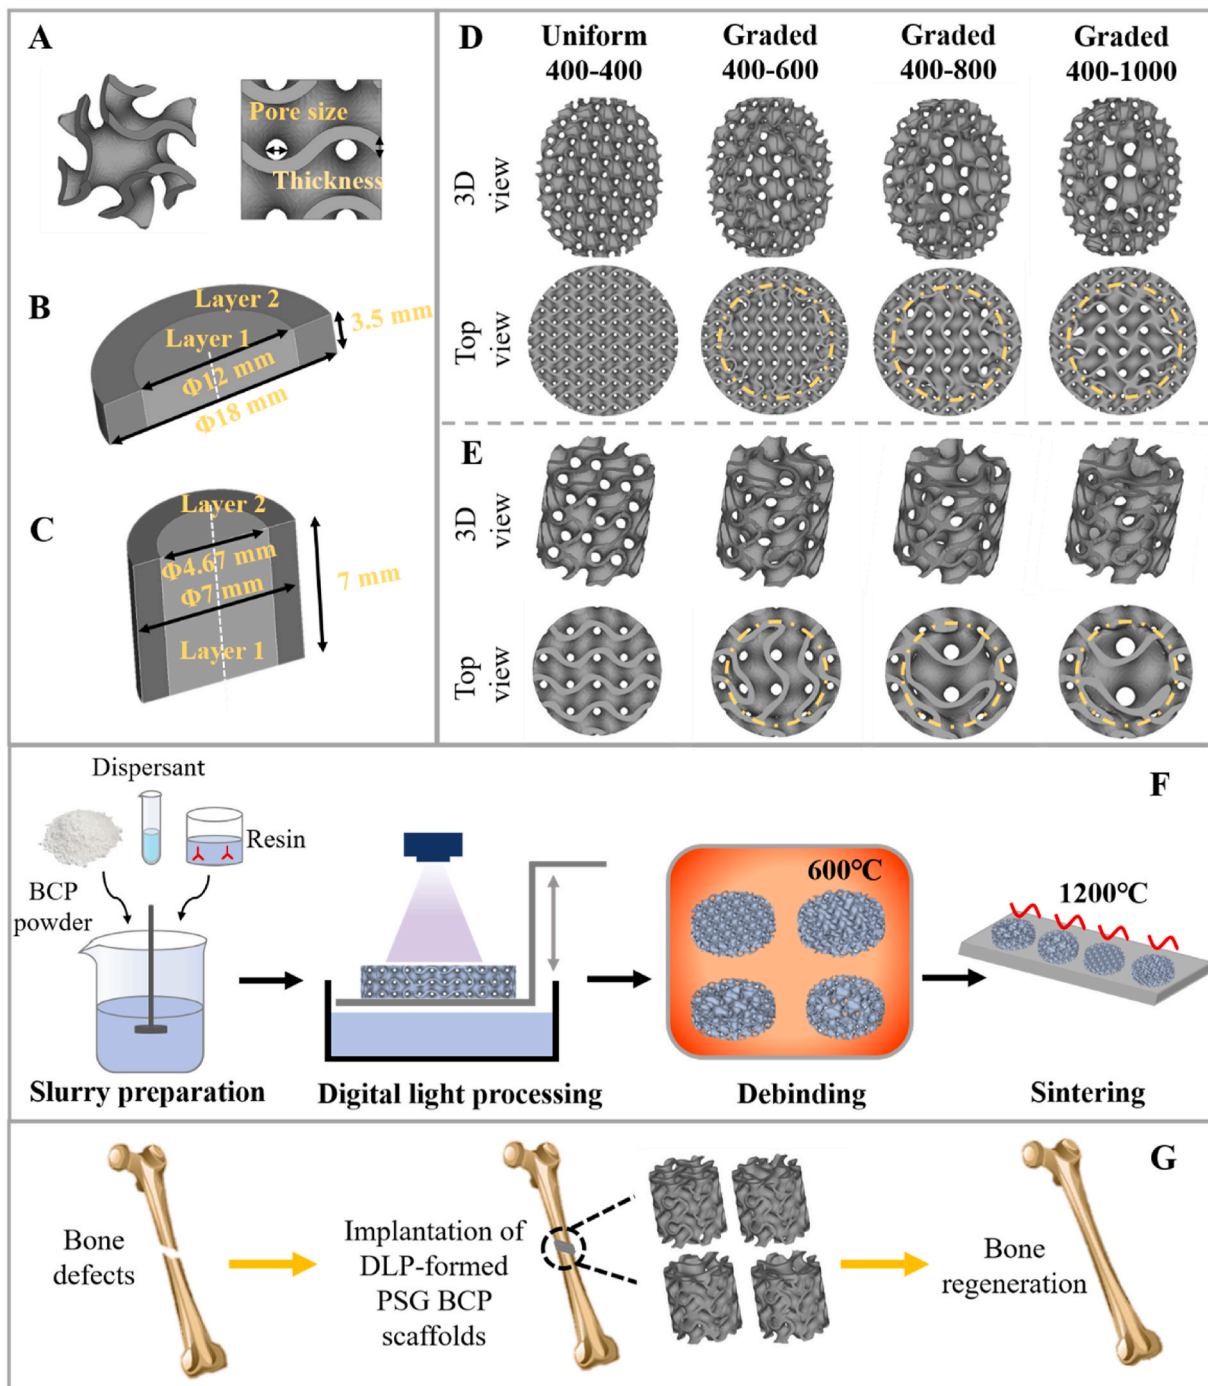 A
Pore size
Thickness
B
Layer 2
Layer 1
3.5 mm
Φ12 mm
Φ18 mm
C
Layer 2
Φ4.67 mm
Φ7 mm
7 mm
Layer 1
D
Uniform
400-400
Graded
400-600
Graded
400-800
Graded
400-1000
3D
view
Top
view
E
3D
view
Top
view
F
Dispersant
Resin
BCP
powder
600℃
1200℃
Slurry preparation
Digital light processing
Debinding
Sintering
G
Bone
defects
Implantation of
DLP-formed
PSG BCP
scaffolds
Bone
regeneration